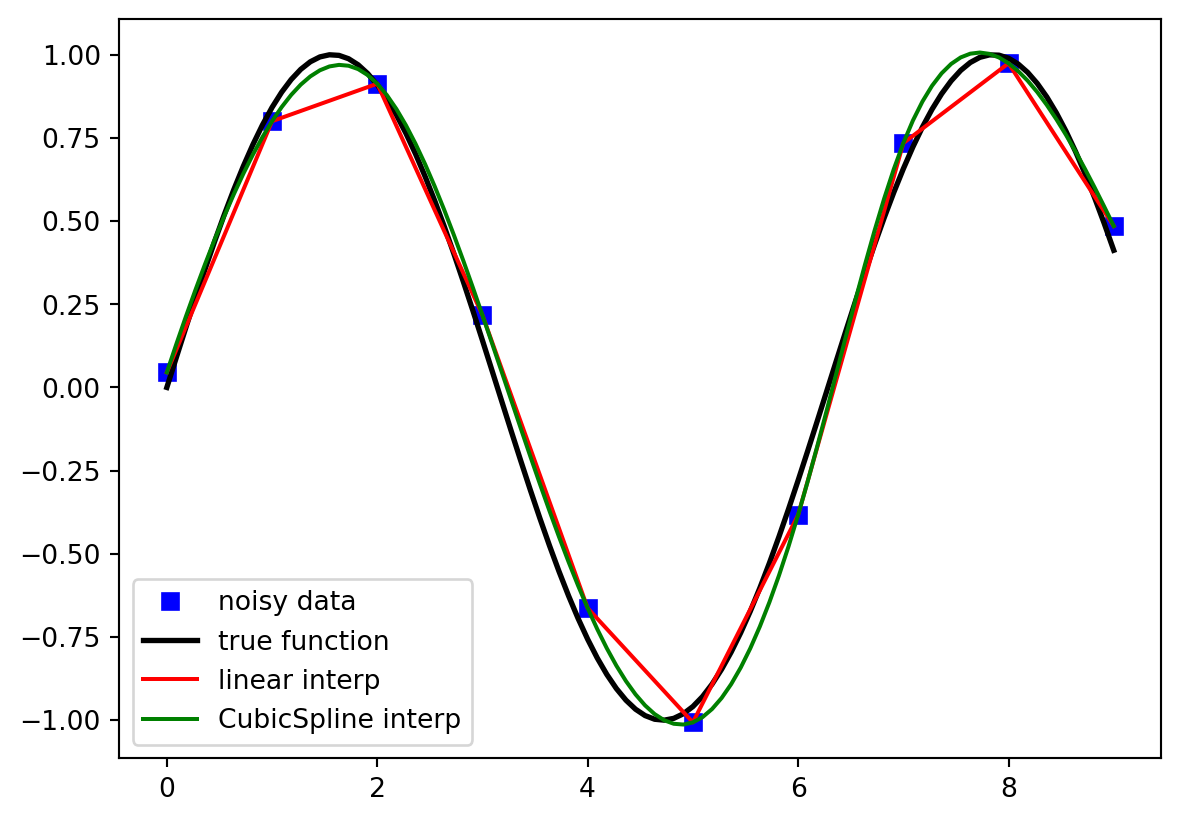 1.00
0.75
0.50
0.25
0.00
−0.25
−0.50
−0.75
−1.00
noisy data
true function
linear interp
CubicSpline interp
0 2 4 6 8